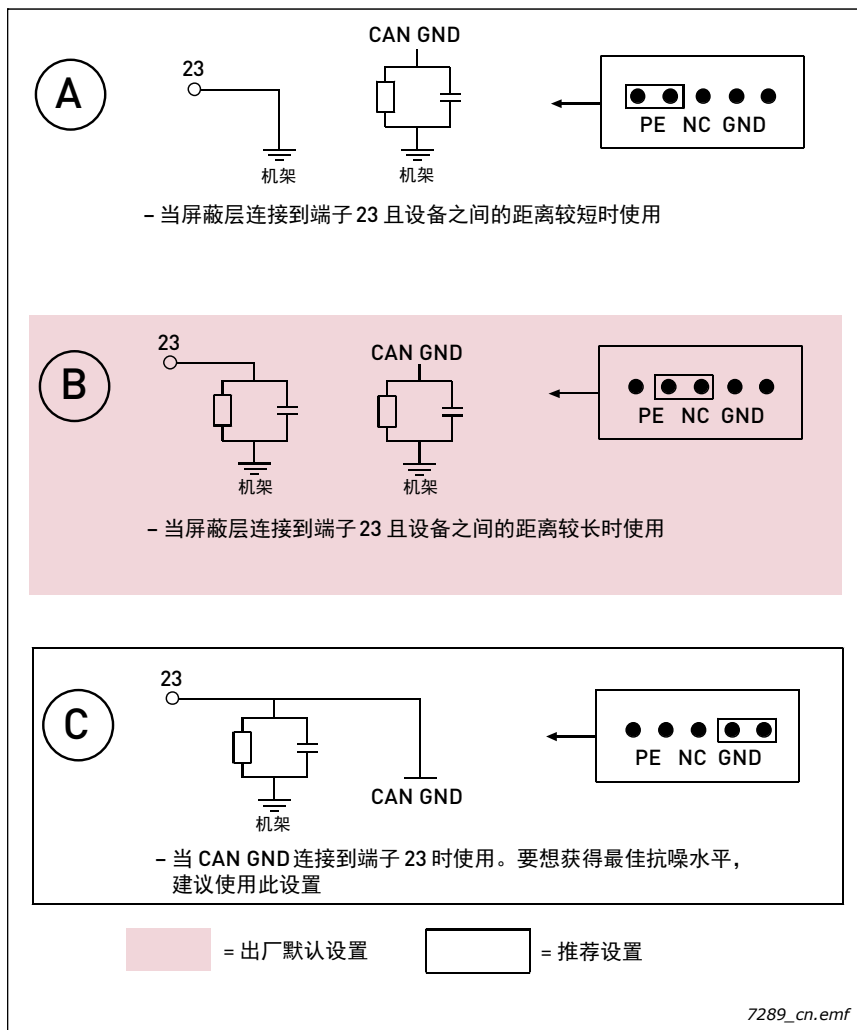 A
23
机架
CAN GND
机架
PE NC GND
– 当屏蔽层连接到端子 23 且设备之间的距离较短时使用
B
23
机架
CAN GND
机架
PE NC GND
– 当屏蔽层连接到端子 23 且设备之间的距离较长时使用
C
23
机架
CAN GND
PE NC GND
– 当 CAN GND 连接到端子 23 时使用。要想获得最佳抗噪水平，
建议使用此设置
= 出厂默认设置
= 推荐设置
7289_cn.emf